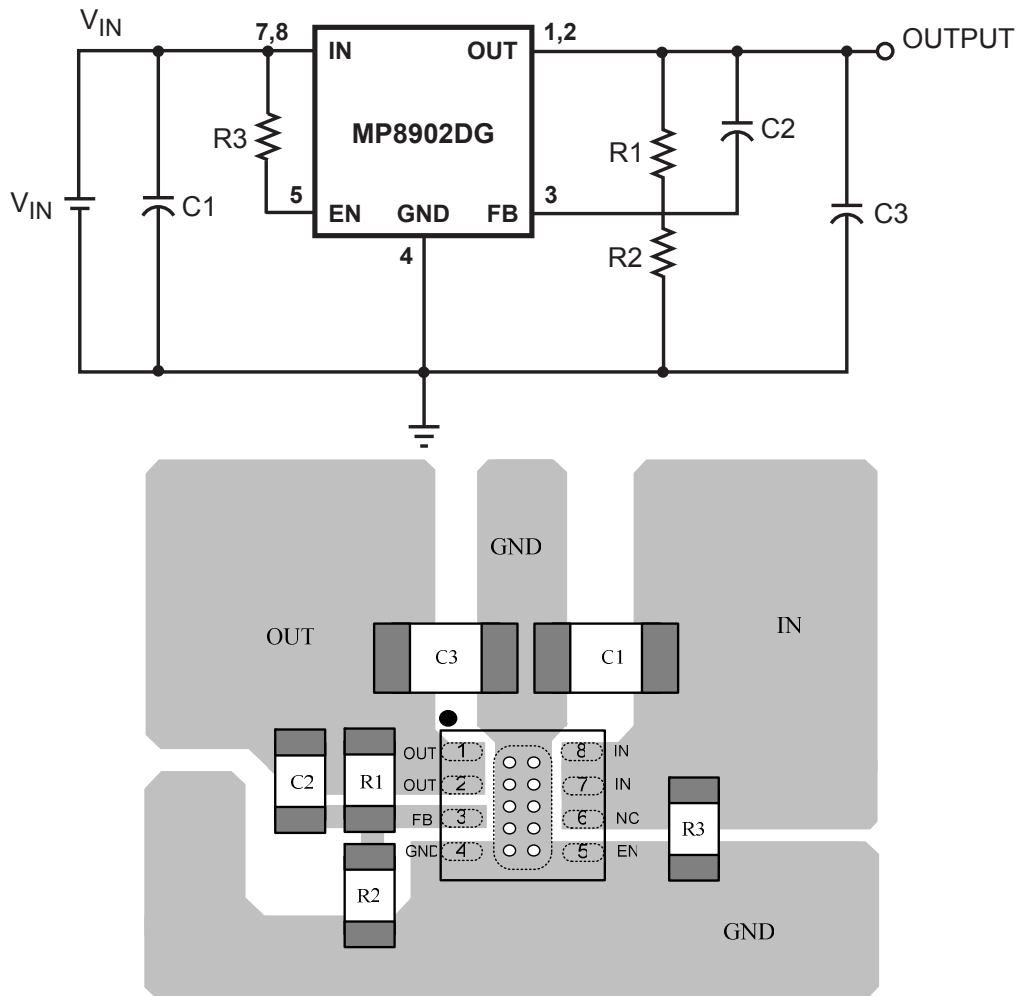 VIN
7,8
IN
OUT
1,2
OUTPUT
R3
MP8902DG
R1
C2
VIN
C1
5
EN
GND
FB
3
C3
4
R2
GND
OUT
IN
C3
C1
OUT
1
8
IN
C2
R1
OUT
2
7
IN
FB
3
6
NC
R3
GND
4
5
EN
R2
GND